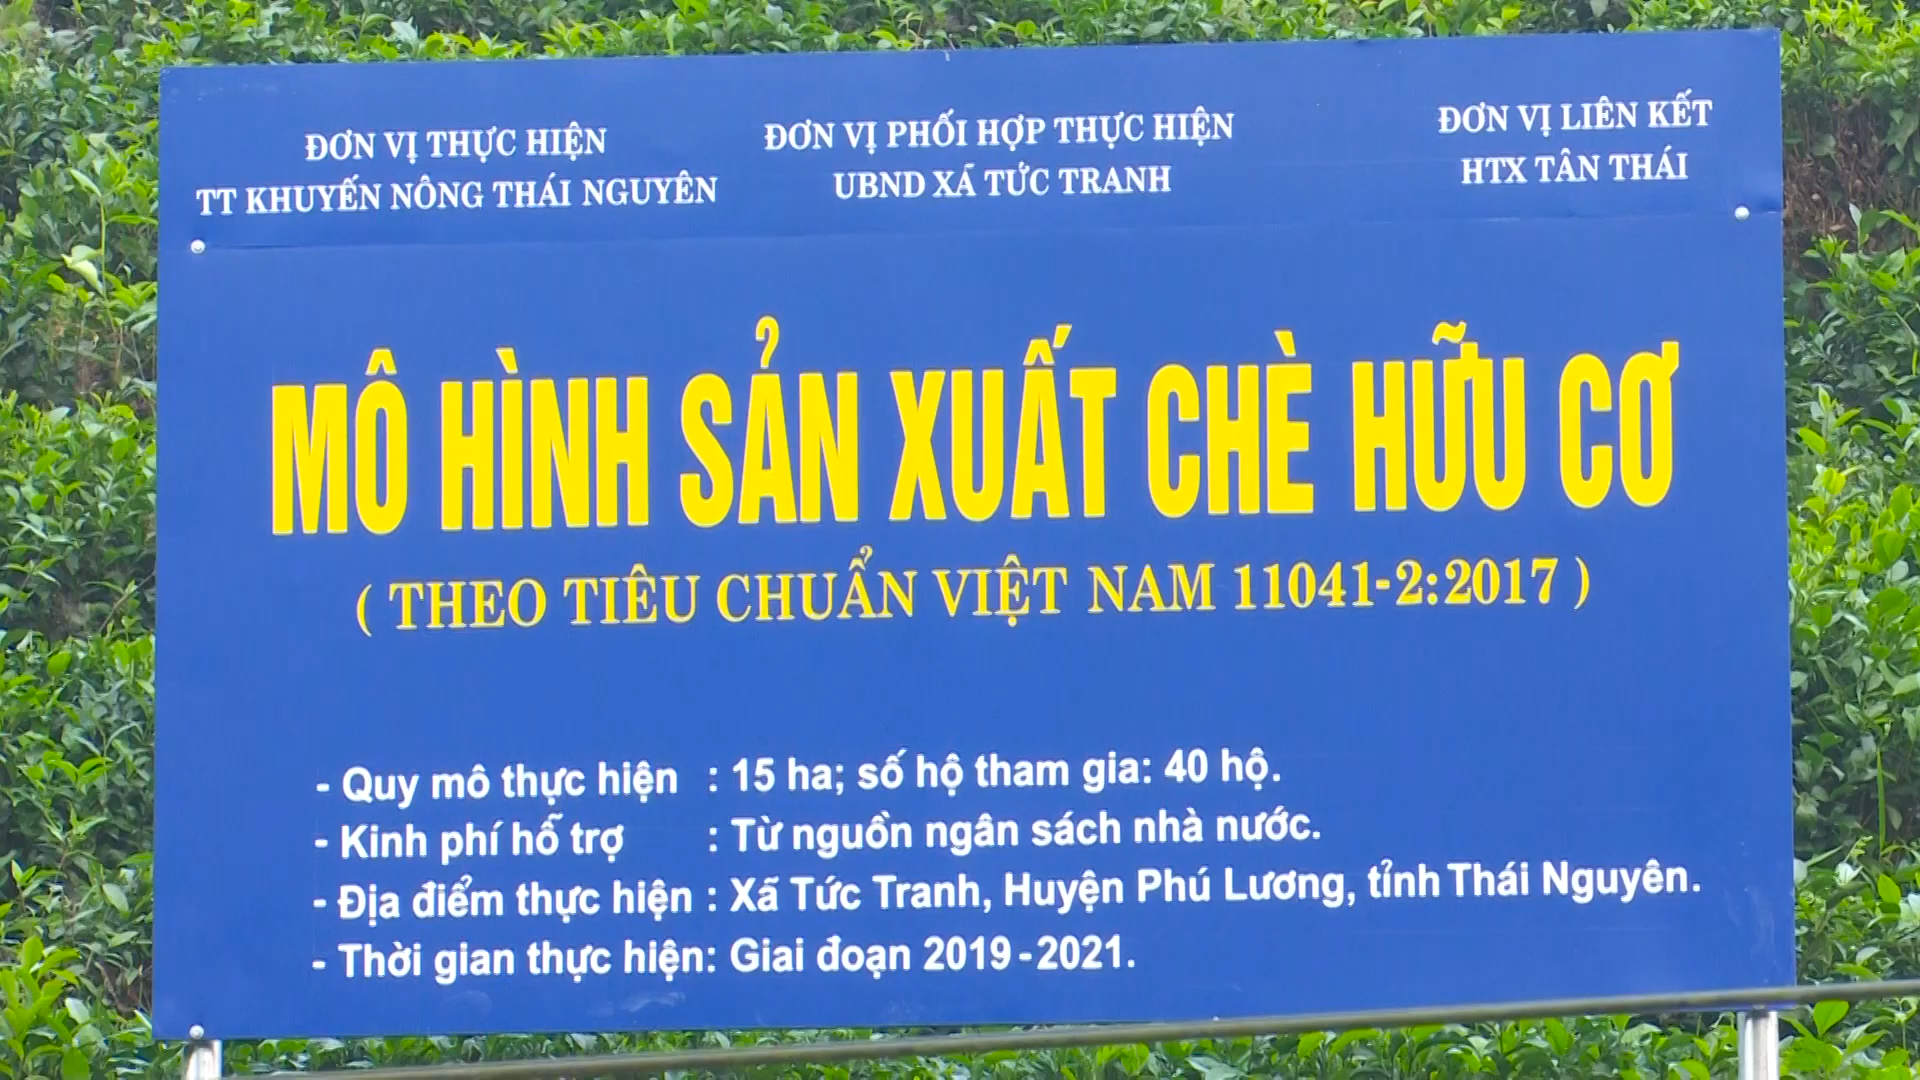 ĐƠN VỊ THỰC HIỆN
TT KHUYẾN NÔNG THÁI NGUYÊN
ĐƠN VỊ PHỐI HỢP THỰC HIỆN
UBND XÃ TỨC TRANH
ĐƠN VỊ LIÊN KẾT
HTX TÂN THÁI
MÔ HÌNH SẢN XUẤT CHÈ HỮU CƠ
( THEO TIÊU CHUẨN VIỆT NAM 11041-2:2017 )
- Quy mô thực hiện : 15 ha; số hộ tham gia: 40 hộ.
- Kinh phí hỗ trợ : Từ nguồn ngân sách nhà nước.
- Địa điểm thực hiện : Xã Tức Tranh, Huyện Phú Lương, tỉnh Thái Nguyên.
- Thời gian thực hiện: Giai đoạn 2019-2021.